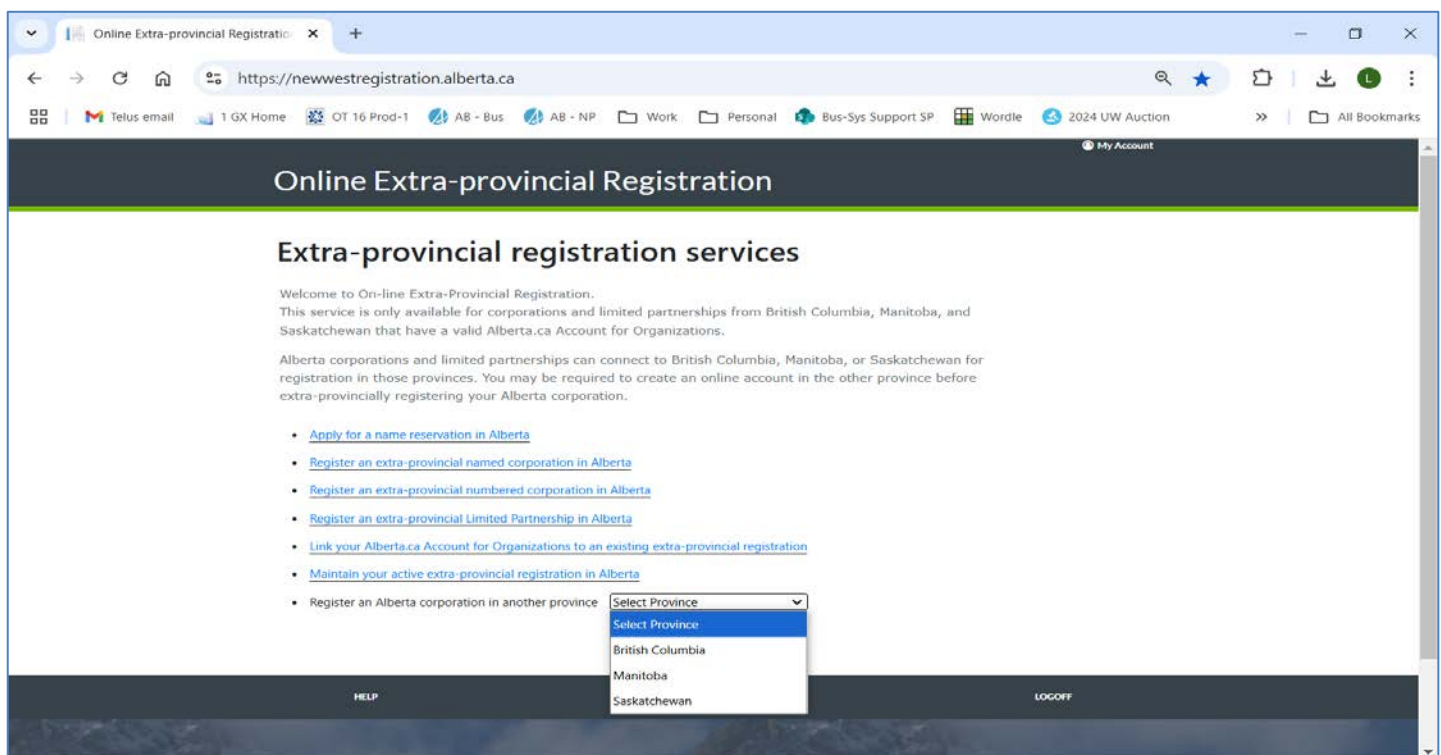 Online Extra-provincial Registratio
https://newwestregistration.alberta.ca
L
Telus email
1 GX Home
OT 16 Prod-1
AB - Bus
AB - NP
Work
Personal
Bus-Sys Support SP
Wordle
2024 UW Auction
All Bookmarks
My Account
Online Extra-provincial Registration
Extra-provincial registration services
Welcome to On-line Extra-Provincial Registration.
This service is only available for corporations and limited partnerships from British Columbia, Manitoba, and
Saskatchewan that have a valid Alberta.ca Account for Organizations.
Alberta corporations and limited partnerships can connect to British Columbia, Manitoba, or Saskatchewan for
registration in those provinces. You may be required to create an online account in the other province before
extra-provincially registering your Alberta corporation.
• Apply for a name reservation in Alberta
• Register an extra-provincial named corporation in Alberta
• Register an extra-provincial numbered corporation in Alberta
• Register an extra-provincial Limited Partnership in Alberta
• Link your Alberta.ca Account for Organizations to an existing extra-provincial registration
• Maintain your active extra-provincial registration in Alberta
• Register an Alberta corporation in another province Select Province
Select Province
British Columbia
Manitoba
Saskatchewan
HELP
LOGOFF